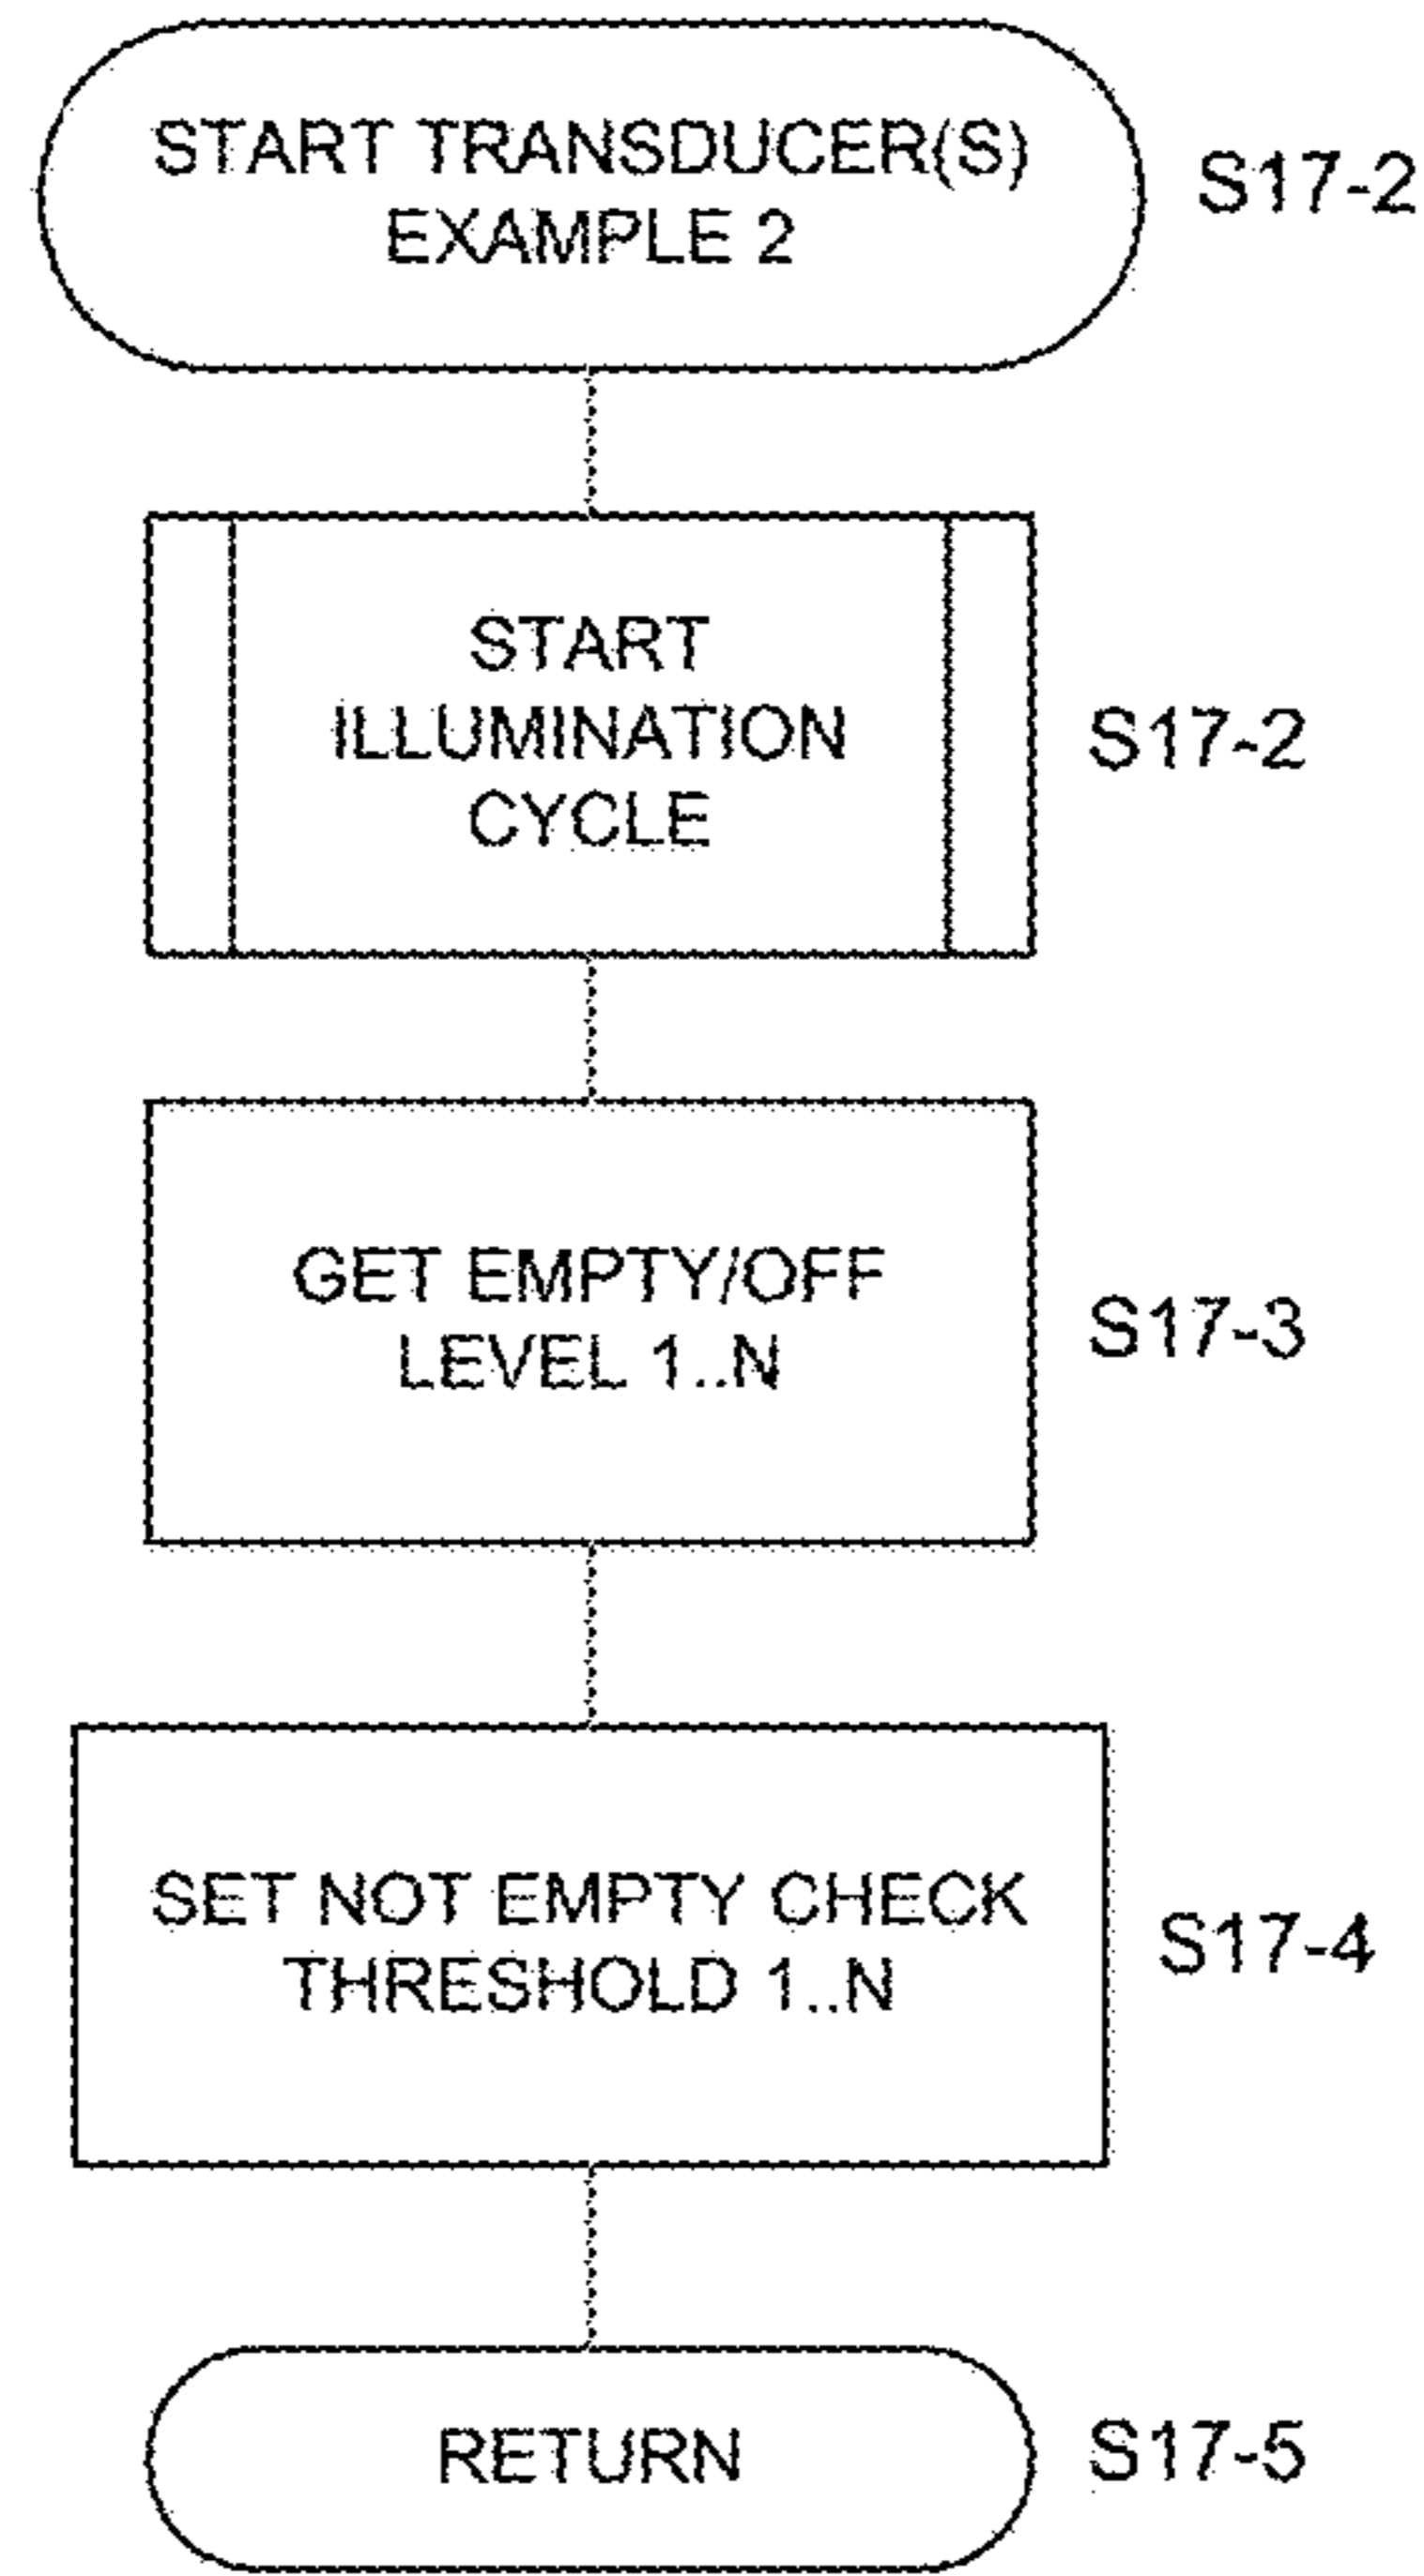 START TRANSDUCER(S)
EXAMPLE 2
S17-2
START
ILLUMINATION
CYCLE
S17-2
GET EMPTY/OFF
LEVEL 1..N
S17-3
SET NOT EMPTY CHECK
THRESHOLD 1..N
S17-4
RETURN
S17-5